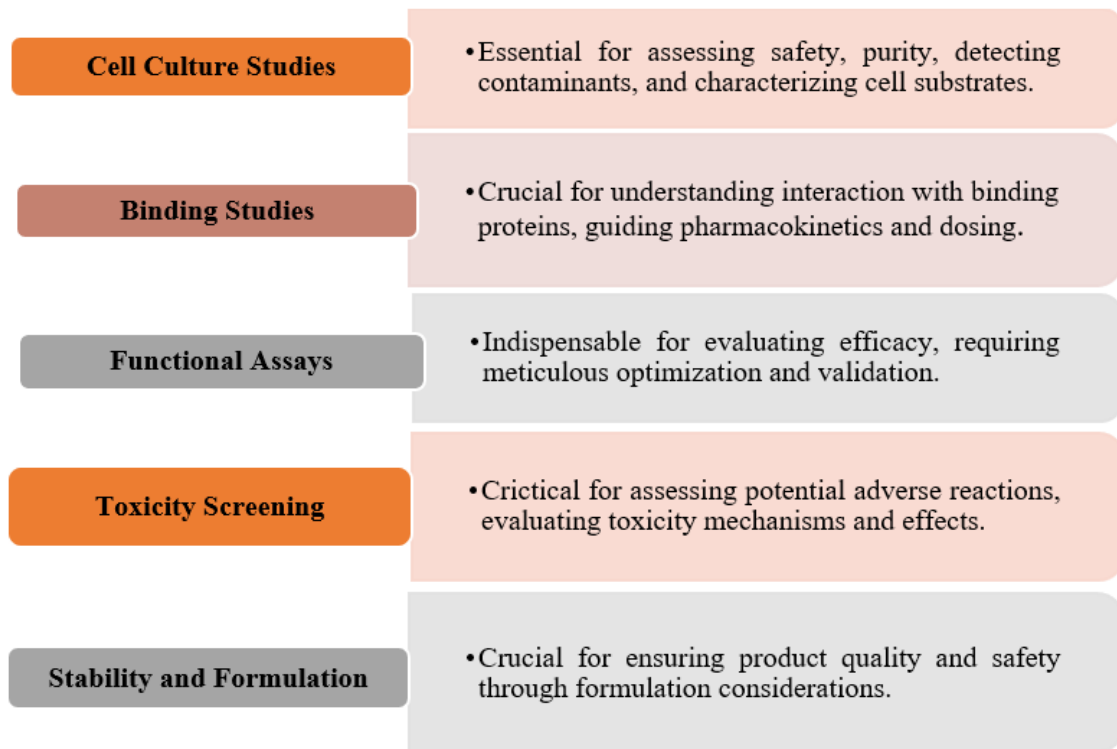 Cell Culture Studies
•Essential for assessing safety, purity, detecting
contaminants, and characterizing cell substrates.
Binding Studies
•Crucial for understanding interaction with binding
proteins, guiding pharmacokinetics and dosing.
Functional Assays
•Indispensable for evaluating efficacy, requiring
meticulous optimization and validation.
Toxicity Screening
•Crictical for assessing potential adverse reactions,
evaluating toxicity mechanisms and effects.
Stability and Formulation
•Crucial for ensuring product quality and safety
through formulation considerations.